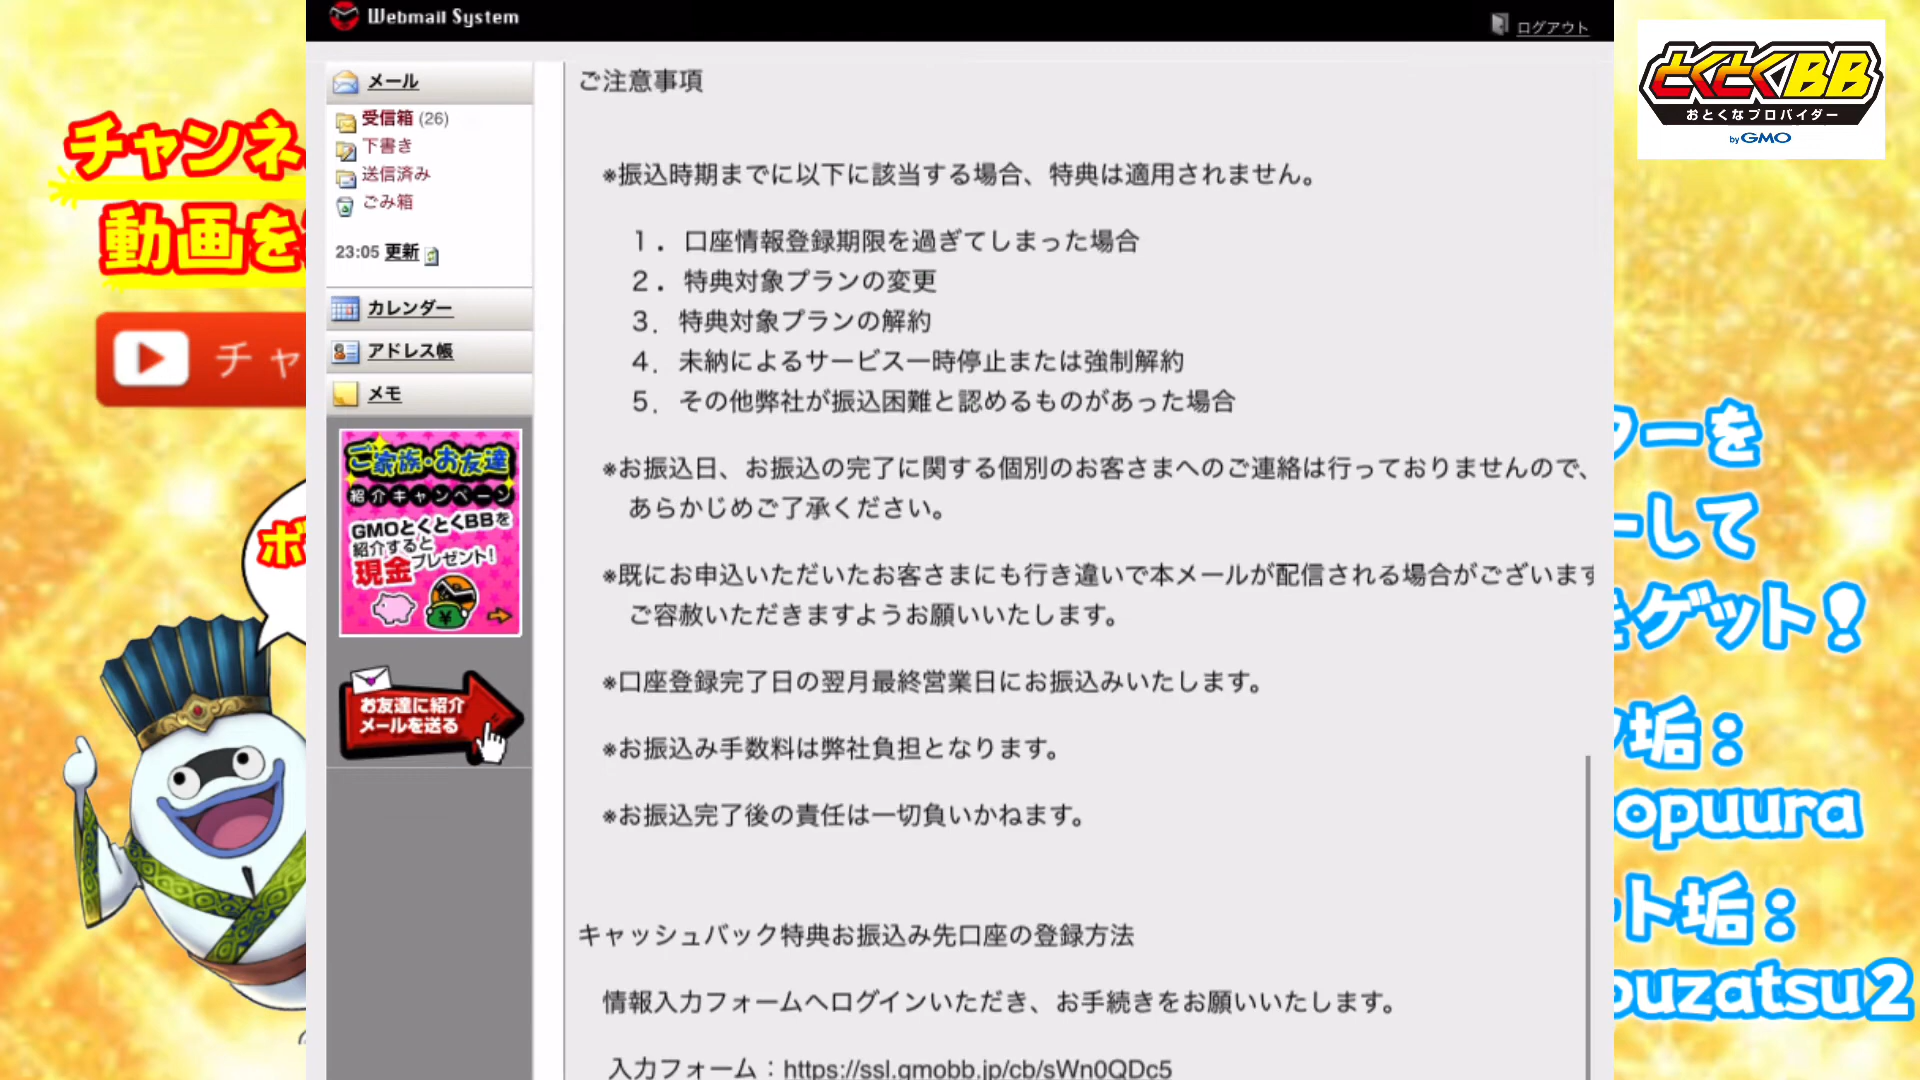 Webmail System
ログアウト
とくとくBB
おとくなプロバイダー
by GMO
チャンネ
動画を
チャ
ボ
メール
受信箱 (26)
下書き
送信済み
ごみ箱
23:05 更新
カレンダー
アドレス帳
メモ
ご家族・お友達
紹介キャンペーン
GMOとくとくBBを
紹介すると
現金プレゼント!
お友達に紹介
メールを送る
ご注意事項
※振込時期までに以下に該当する場合、特典は適用されません。
１．口座情報登録期限を過ぎてしまった場合
２．特典対象プランの変更
３．特典対象プランの解約
４．未納によるサービス一時停止または強制解約
５．その他弊社が振込困難と認めるものがあった場合
※お振込日、お振込の完了に関する個別のお客さまへのご連絡は行っておりませんので、
あらかじめご了承ください。
※既にお申込いただいたお客さまにも行き違いで本メールが配信される場合がございます
ご容赦いただきますようお願いいたします。
※口座登録完了日の翌月最終営業日にお振込みいたします。
※お振込み手数料は弊社負担となります。
※お振込完了後の責任は一切負いかねます。
キャッシュバック特典お振込み先口座の登録方法
情報入力フォームへログインいただき、お手続きをお願いいたします。
入力フォーム：https://ssl.gmobb.jp/cb/sWn0QDc5
ーを
ーして
ゲット！
垢：
opuura
ト垢：
ouzatsu2